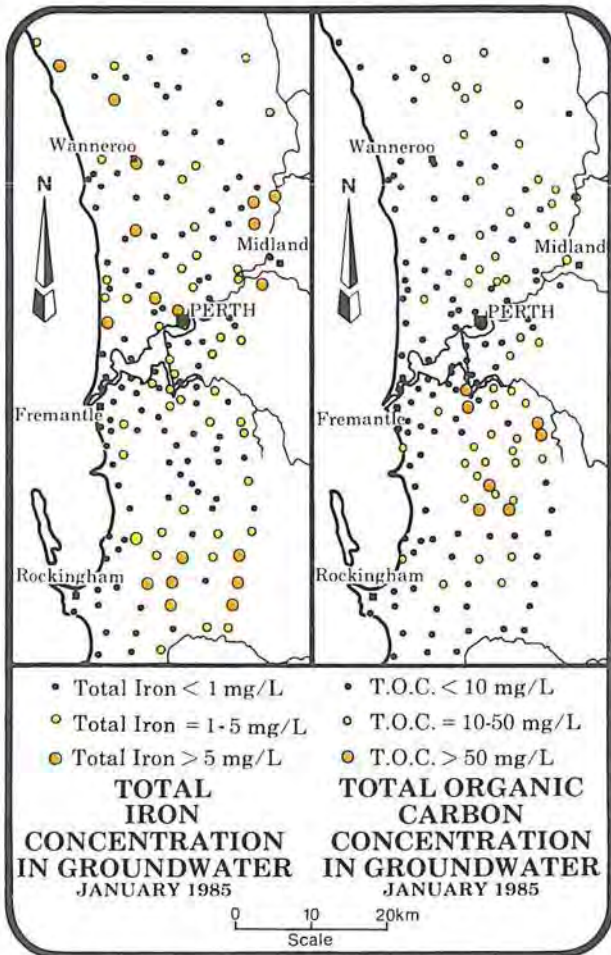 N
Wanneroo
Midland
PERTH
Fremantle
Rockingham
• Total Iron < 1 mg/L
○ Total Iron = 1-5 mg/L
○ Total Iron > 5 mg/L
TOTAL
IRON
CONCENTRATION
IN GROUNDWATER
JANUARY 1985
N
Wanneroo
Midland
PERTH
Fremantle
Rockingham
• T.O.C. < 10 mg/L
○ T.O.C. = 10-50 mg/L
○ T.O.C. > 50 mg/L
TOTAL ORGANIC
CARBON
CONCENTRATION
IN GROUNDWATER
JANUARY 1985
0 10 20km
Scale